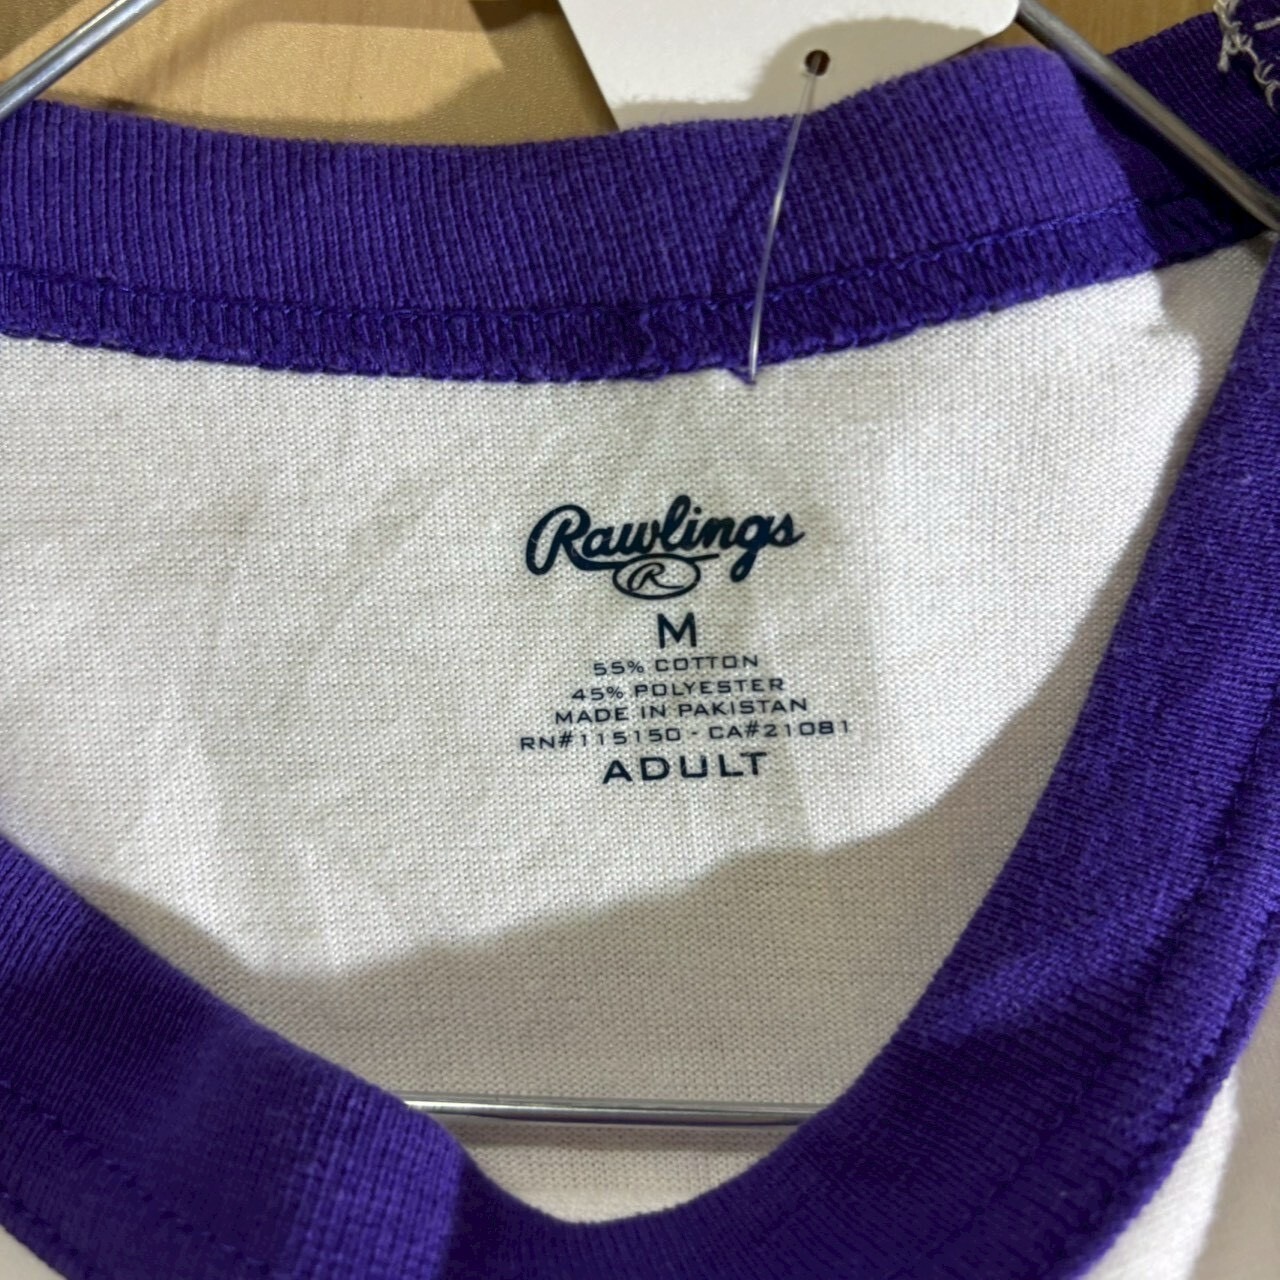 Rawlings
R
M
55% COTTON
45% POLYESTER
MADE IN PAKISTAN
RN#115150 - CA#21081
ADULT